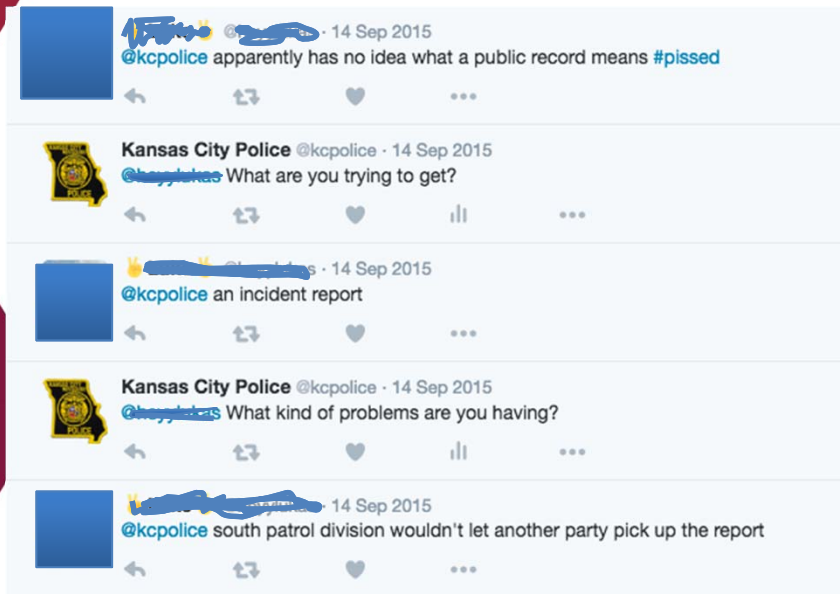 · 14 Sep 2015
@kcpolice apparently has no idea what a public record means #pissed
Kansas City Police @kcpolice · 14 Sep 2015
What are you trying to get?
· 14 Sep 2015
@kcpolice an incident report
Kansas City Police @kcpolice · 14 Sep 2015
What kind of problems are you having?
· 14 Sep 2015
@kcpolice south patrol division wouldn't let another party pick up the report